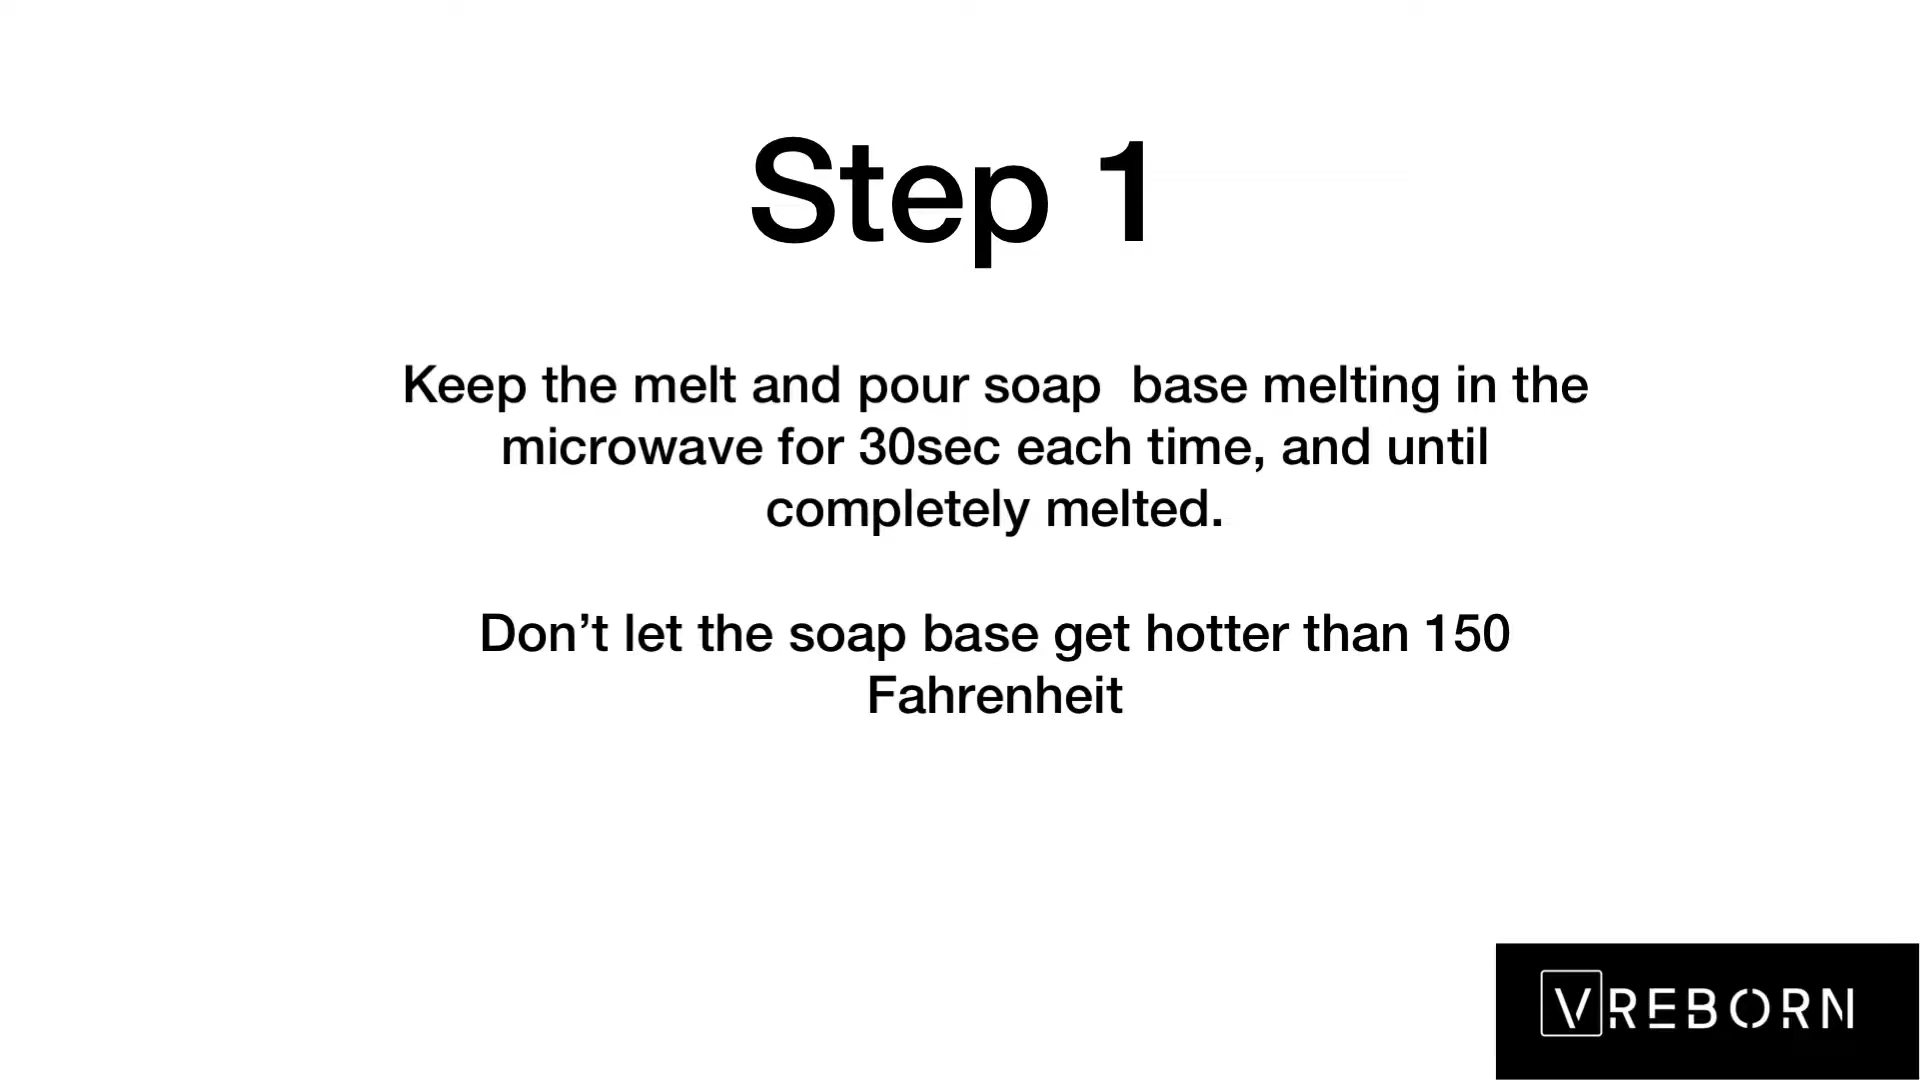 Step 1
Keep the melt and pour soap  base melting in the
microwave for 30sec each time, and until
completely melted.
Don’t let the soap base get hotter than 150
Fahrenheit
VREBORN